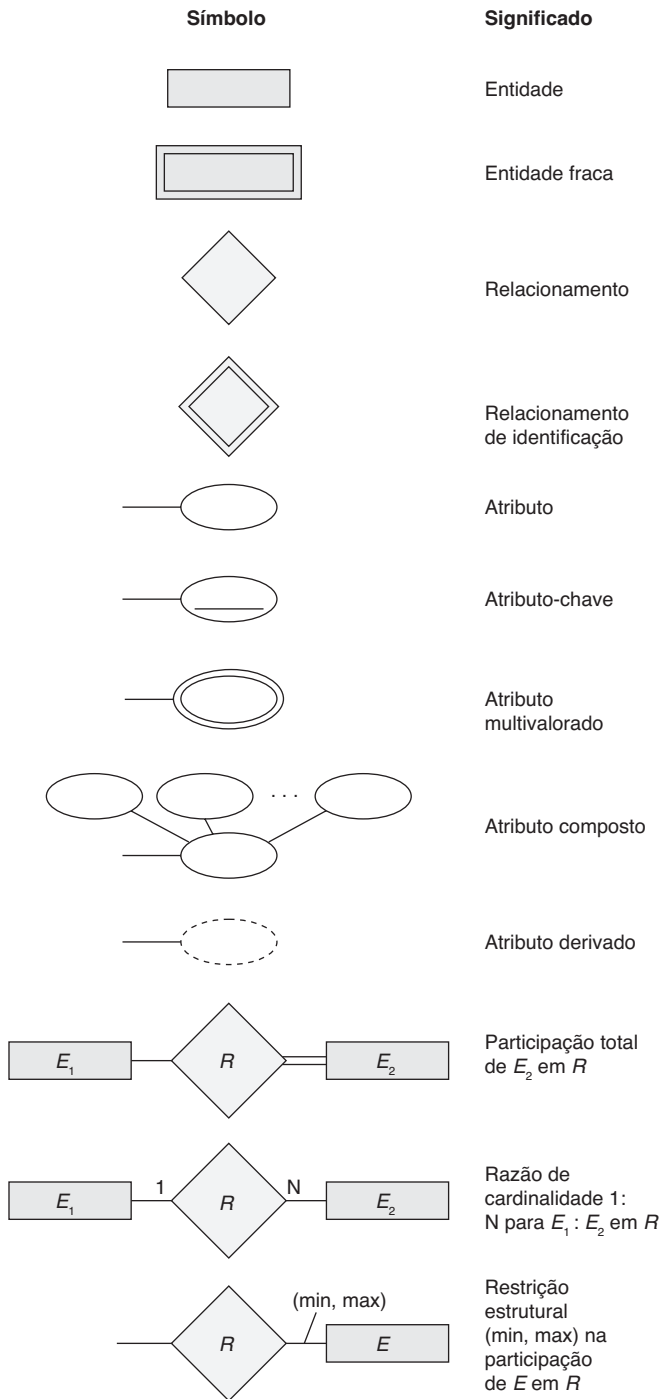 Símbolo Significado
Entidade
Entidade fraca
Relacionamento
Relacionamento
de identificação
Atributo
Atributo-chave
Atributo
multivalorado
. . .
Atributo composto
Atributo derivado
E1 R E2
Participação total
de E2 em R
E1 1 R N E2
Razão de
cardinalidade 1:
N para E1 : E2 em R
(min, max)
R E
Restrição
estrutural
(min, max) na
participação
de E em R